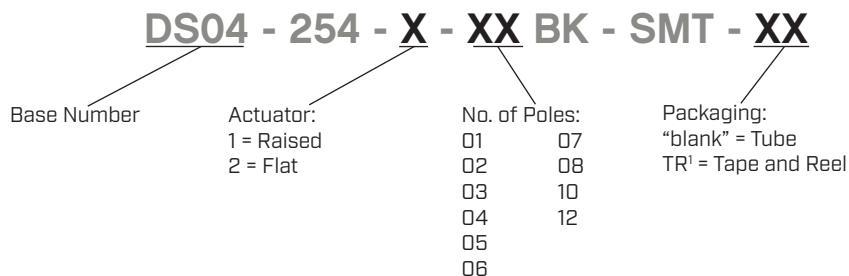 DS04 - 254 - X - XX BK - SMT - XX
Base Number
Actuator:
1 = Raised
2 = Flat
No. of Poles:
01 07
02 08
03 10
04 12
05
06
Packaging:
“blank” = Tube
TR¹ = Tape and Reel